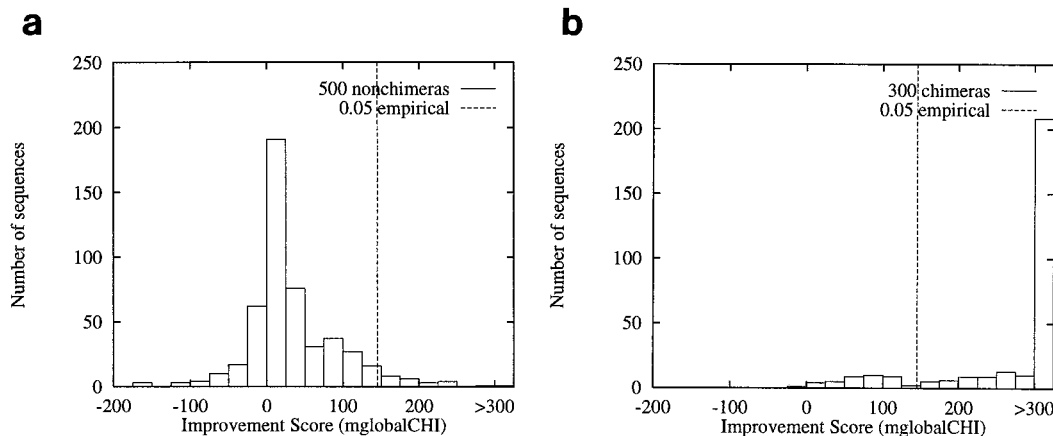 a
250
200
150
100
50
0
Number of sequences
500 nonchimeras
0.05 empirical
-200 -100 0 100 200 >300
Improvement Score (mglobalCHI)
b
250
200
150
100
50
0
Number of sequences
300 chimeras
0.05 empirical
-200 -100 0 100 200 >300
Improvement Score (mglobalCHI)